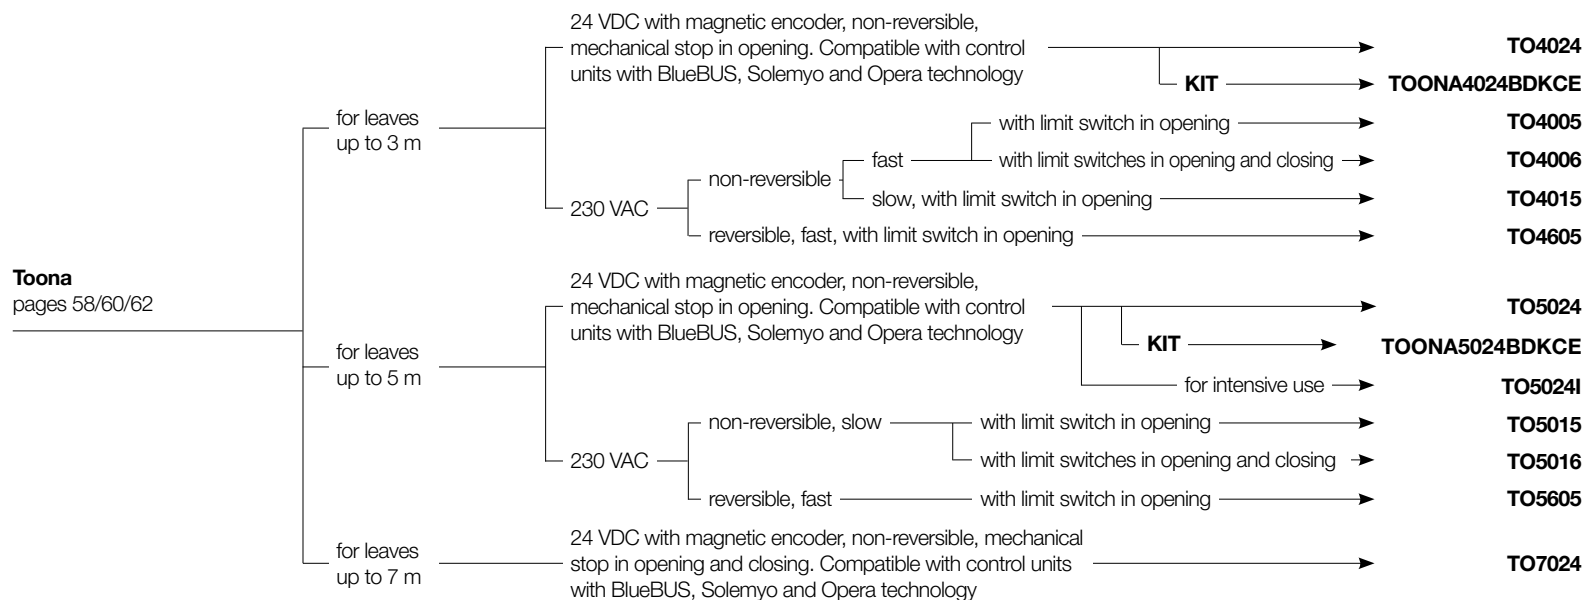 Toona
pages 58/60/62
for leaves
up to 3 m
24 VDC with magnetic encoder, non-reversible,
mechanical stop in opening. Compatible with control
units with BlueBUS, Solemyo and Opera technology
TO4024
KIT
TOONA4024BDKCE
230 VAC
non-reversible
fast
with limit switch in opening
TO4005
with limit switches in opening and closing
TO4006
slow, with limit switch in opening
TO4015
reversible, fast, with limit switch in opening
TO4605
for leaves
up to 5 m
24 VDC with magnetic encoder, non-reversible,
mechanical stop in opening. Compatible with control
units with BlueBUS, Solemyo and Opera technology
TO5024
KIT
TOONA5024BDKCE
for intensive use
TO5024I
230 VAC
non-reversible, slow
with limit switch in opening
TO5015
with limit switches in opening and closing
TO5016
reversible, fast
with limit switch in opening
TO5605
for leaves
up to 7 m
24 VDC with magnetic encoder, non-reversible, mechanical
stop in opening and closing. Compatible with control units
with BlueBUS, Solemyo and Opera technology
TO7024